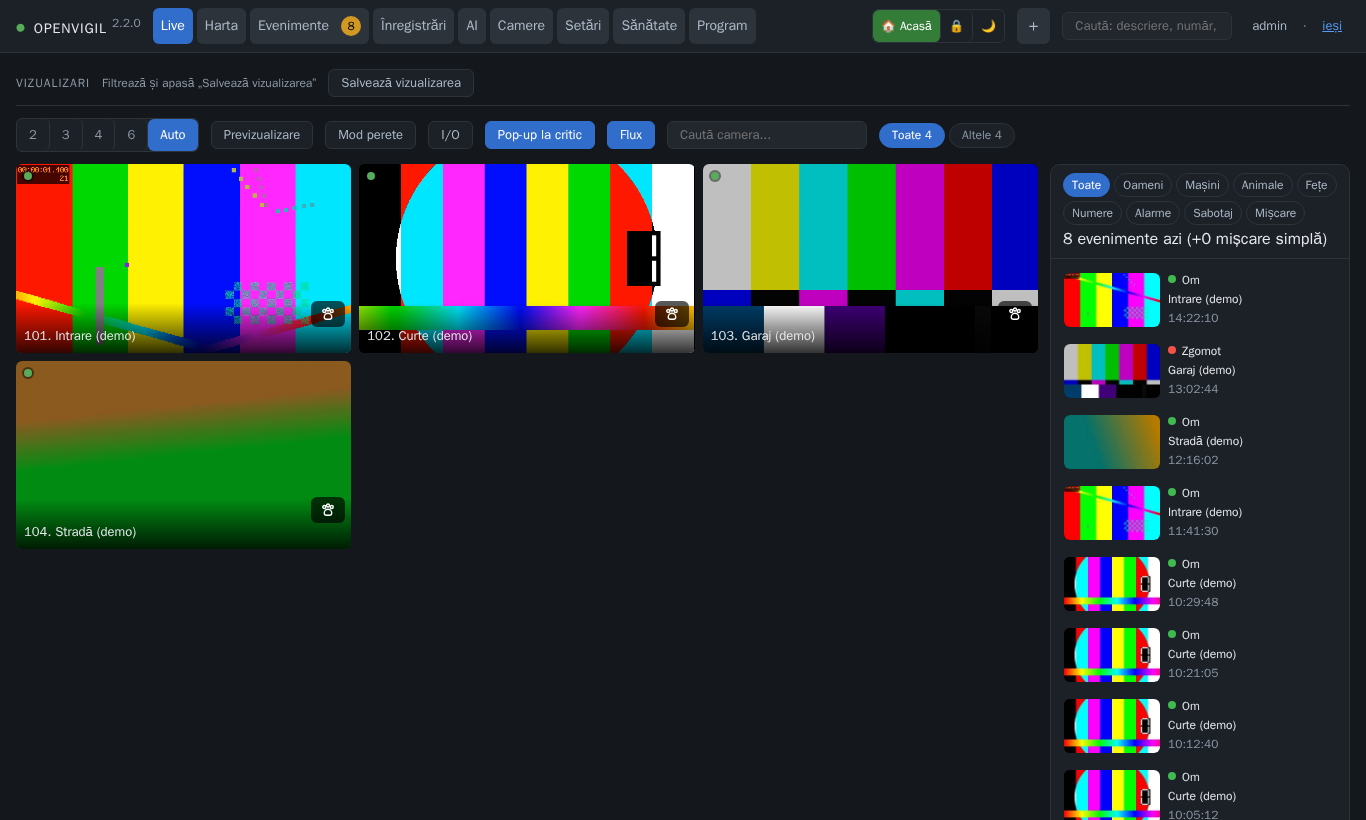 OPENVIGIL 2.2.0 Live Harta Evenimente 8 Înregistrări AI Camere Setări Sănătate Program 🏠 Acasă 🔒 🌙 + Caută: descriere, număr, admin · ieși
VIZUALIZARI Filtrează și apasă „Salvează vizualizarea” Salvează vizualizarea
2 3 4 6 Auto Previzualizare Mod perete I/O Pop-up la critic Flux Caută camera... Toate 4 Altele 4
00:00:01.400
21
101. Intrare (demo)
102. Curte (demo)
103. Garaj (demo)
104. Stradă (demo)
Toate Oameni Mașini Animale Fețe
Numere Alarme Sabotaj Mișcare
8 evenimente azi (+0 mișcare simplă)
Om
Intrare (demo)
14:22:10
Zgomot
Garaj (demo)
13:02:44
Om
Stradă (demo)
12:16:02
Om
Intrare (demo)
11:41:30
Om
Curte (demo)
10:29:48
Om
Curte (demo)
10:21:05
Om
Curte (demo)
10:12:40
Om
Curte (demo)
10:05:12